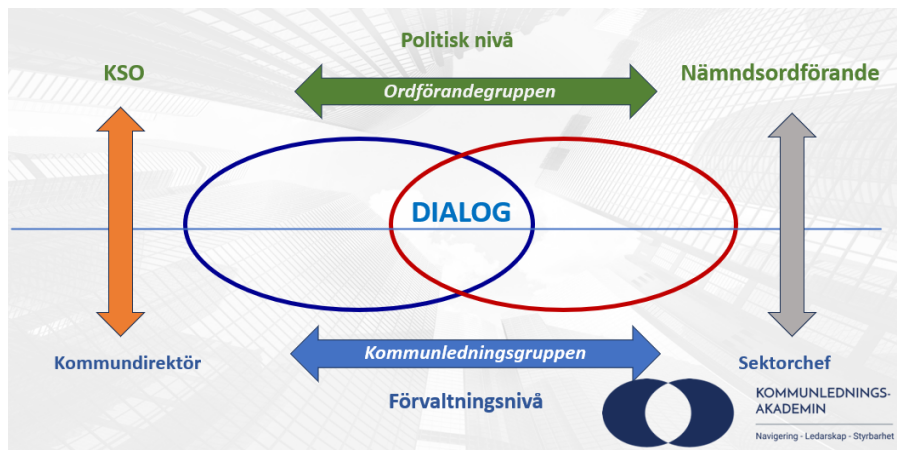 Politisk nivå
KSO
Nämndsordförande
Ordförandegruppen
DIALOG
Kommunledningsgruppen
Kommundirektör
Sektorchef
Förvaltningsnivå
KOMMUNLEDNINGS-
AKADEMIN
Navigering - Ledarskap - Styrbarhet